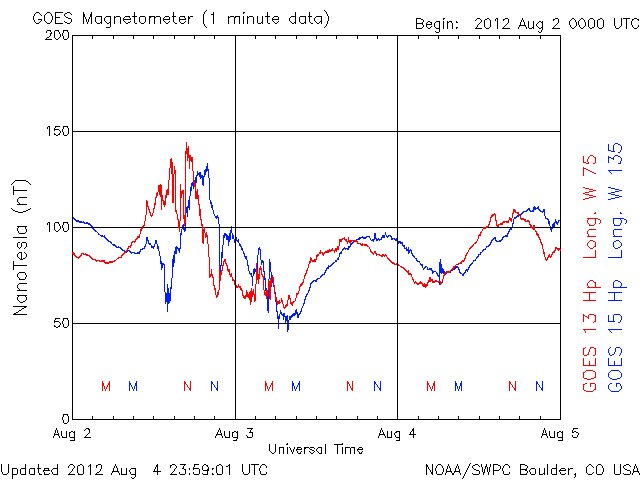 GOES Magnetometer (1 minute data)
Begin: 2012 Aug 2 0000 UTC
200
150
100
50
0
NanoTesla (nT)
M M N N M M N N M M N N
Aug 2 Aug 3 Aug 4 Aug 5
Universal Time
GOES 13 Hp Long. W 75
GOES 15 Hp Long. W 135
Updated 2012 Aug 4 23:59:01 UTC
NOAA/SWPC Boulder, CO USA